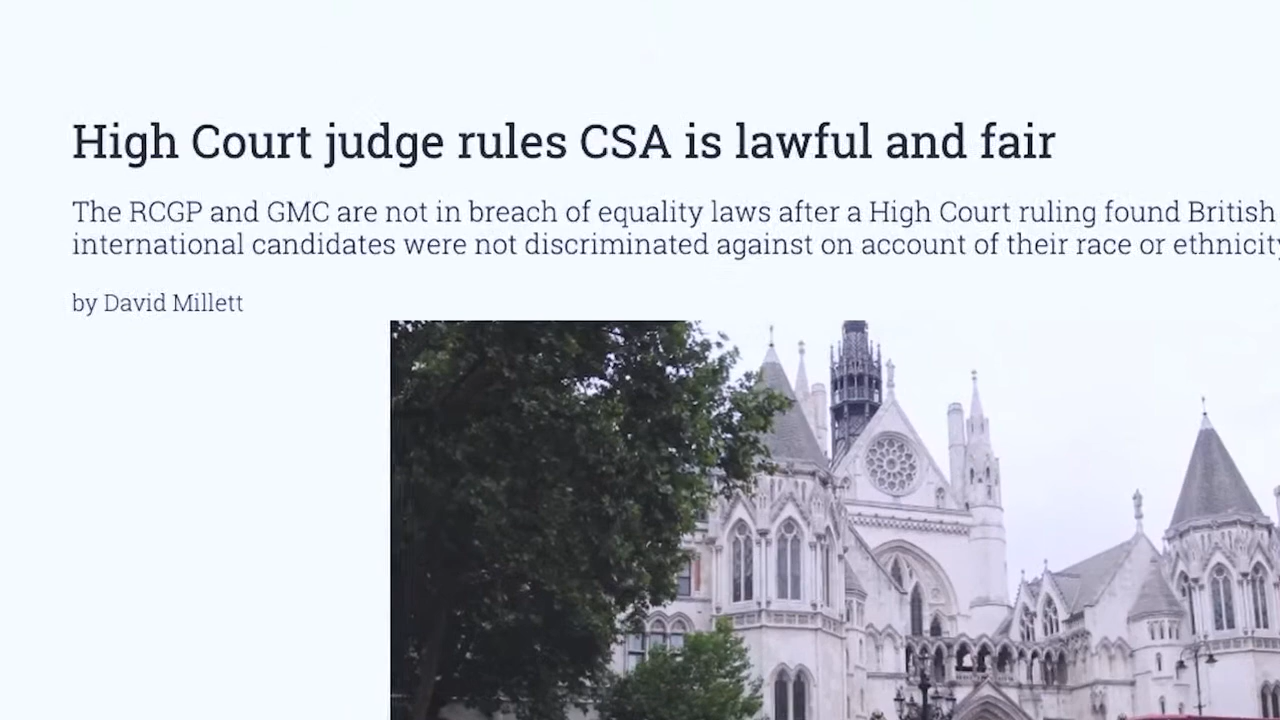 High Court judge rules CSA is lawful and fair
The RCGP and GMC are not in breach of equality laws after a High Court ruling found British
international candidates were not discriminated against on account of their race or ethnicity
by David Millett